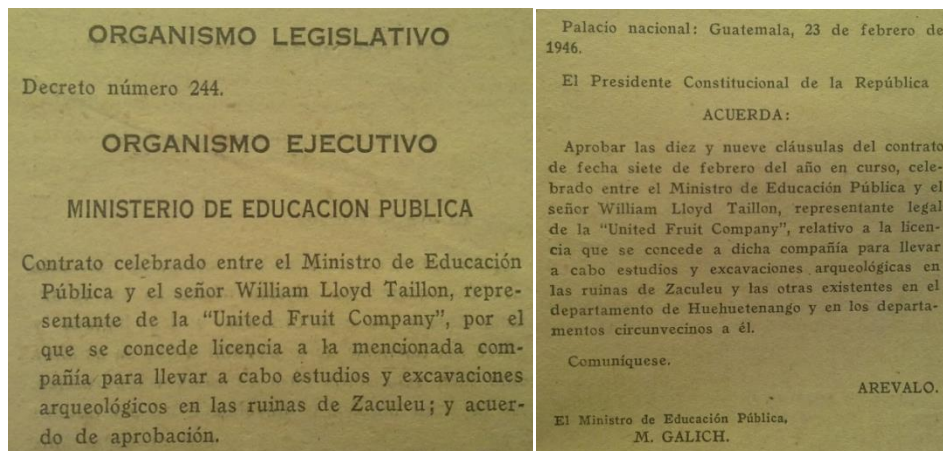 ORGANISMO LEGISLATIVO
Decreto número 244.
ORGANISMO EJECUTIVO
MINISTERIO DE EDUCACION PUBLICA
Contrato celebrado entre el Ministro de Educación
Pública y el señor William Lloyd Taillon, repre-
sentante de la "United Fruit Company", por el
que se concede licencia a la mencionada com-
pañía para llevar a cabo estudios y excavaciones
arqueológicos en las ruinas de Zaculeu; y acuer-
do de aprobación.
Palacio nacional: Guatemala, 23 de febrero de
1946.
El Presidente Constitucional de la República
ACUERDA:
Aprobar las diez y nueve cláusulas del contrato
de fecha siete de febrero del año en curso, cele-
brado entre el Ministro de Educación Pública y el
señor William Lloyd Taillon, representante legal
de la "United Fruit Company", relativo a la licen-
cia que se concede a dicha compañía para llevar
a cabo estudios y excavaciones arqueológicas en
las ruinas de Zaculeu y las otras existentes en el
departamento de Huehuetenango y en los departa-
mentos circunvecinos a él.
Comuníquese.
AREVALO.
El Ministro de Educación Pública,
M. GALICH.